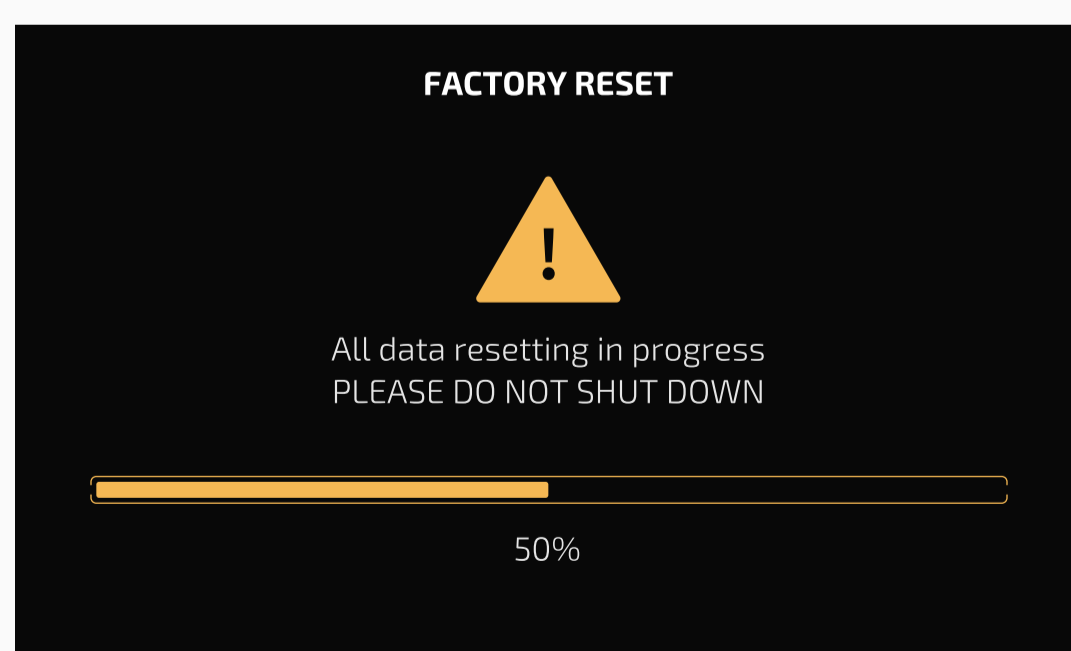 FACTORY RESET
!
All data resetting in progress
PLEASE DO NOT SHUT DOWN
50%